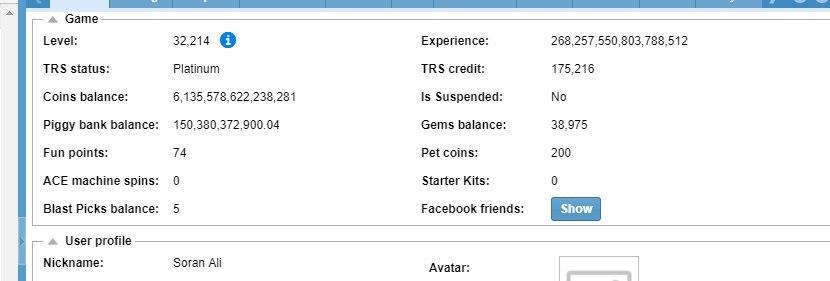 Game
Level: 32,214 Experience: 268,257,550,803,788,512
TRS status: Platinum TRS credit: 175,216
Coins balance: 6,135,578,622,238,281 Is Suspended: No
Piggy bank balance: 150,380,372,900.04 Gems balance: 38,975
Fun points: 74 Pet coins: 200
ACE machine spins: 0 Starter Kits: 0
Blast Picks balance: 5 Facebook friends: Show
User profile
Nickname: Soran Ali Avatar: